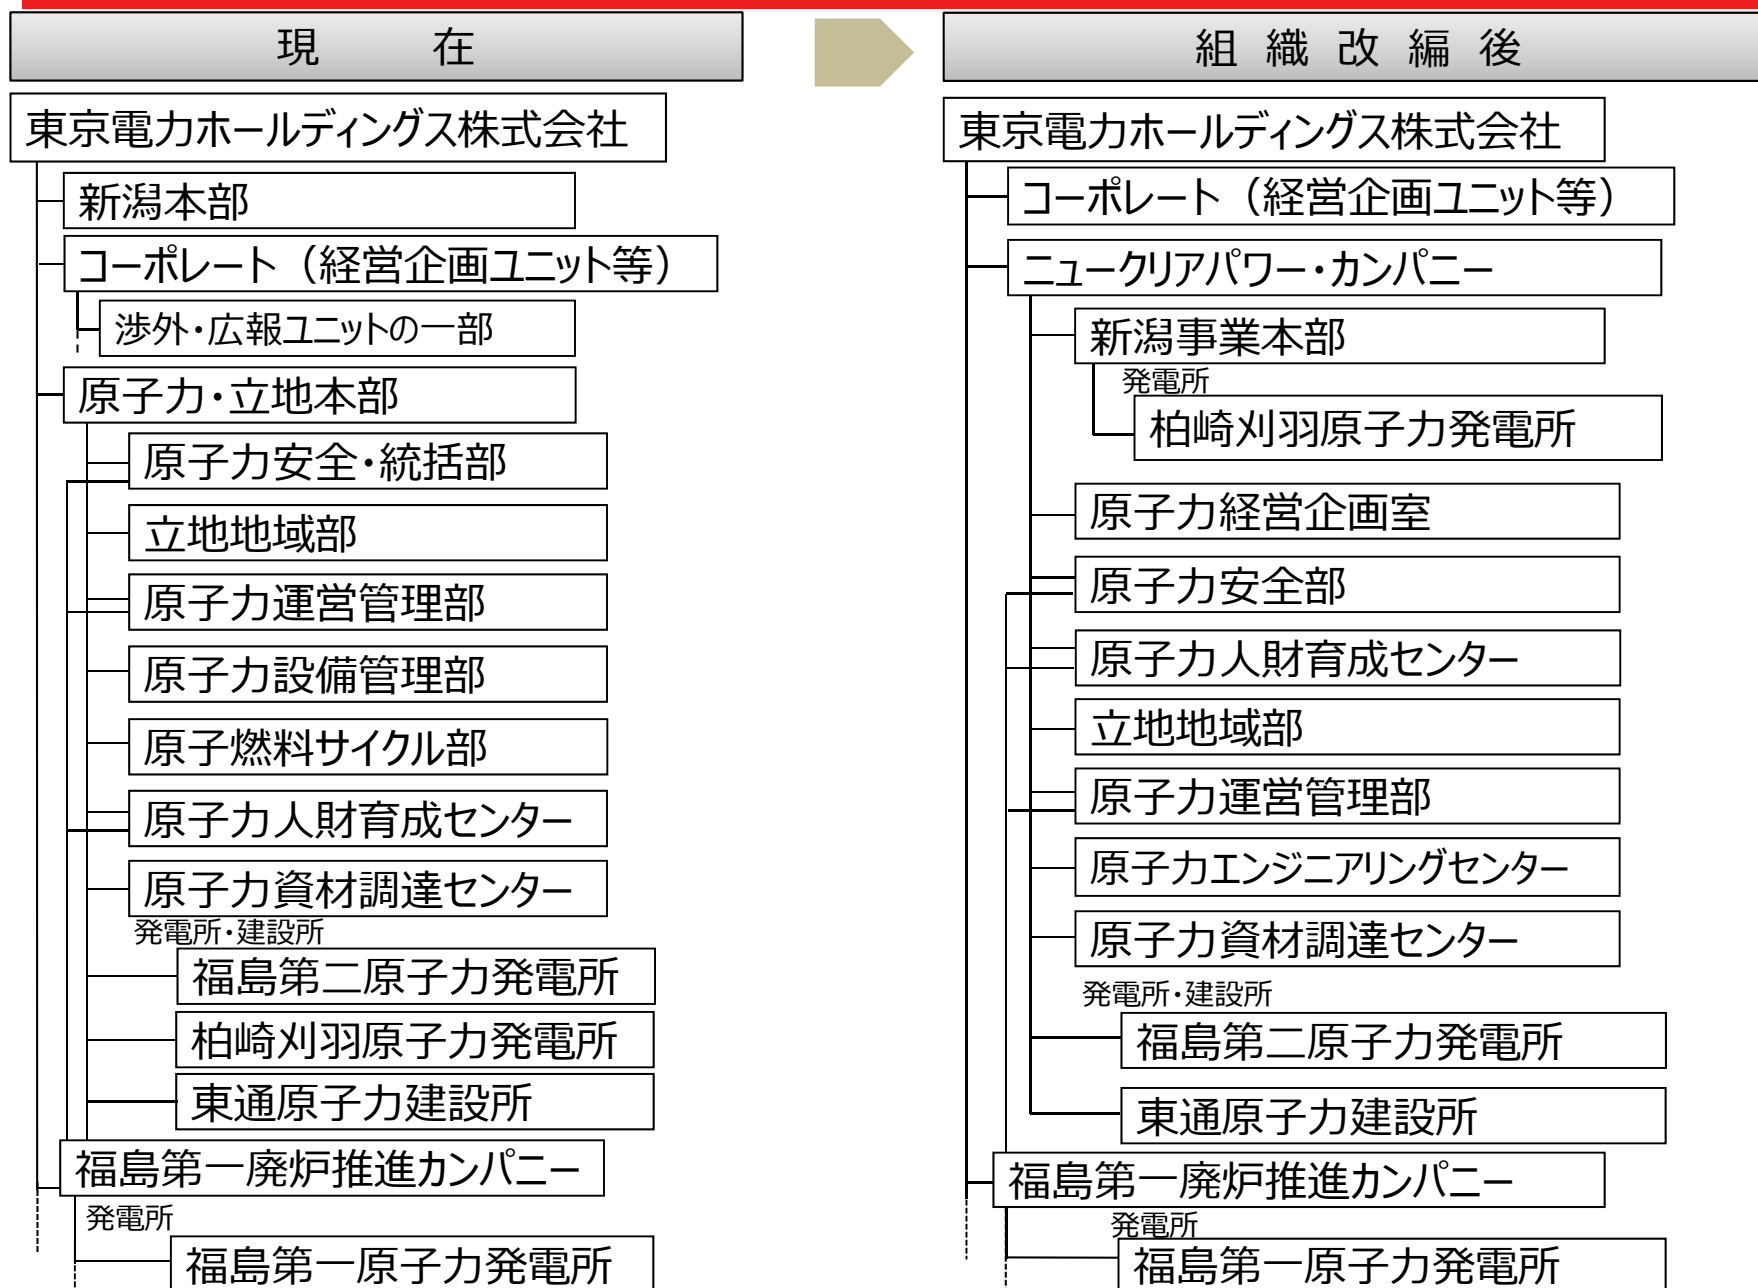 現　在
東京電力ホールディングス株式会社
新潟本部
コーポレート（経営企画ユニット等）
渉外・広報ユニットの一部
原子力・立地本部
原子力安全・統括部
立地地域部
原子力運営管理部
原子力設備管理部
原子燃料サイクル部
原子力人財育成センター
原子力資材調達センター
発電所・建設所
福島第二原子力発電所
柏崎刈羽原子力発電所
東通原子力建設所
福島第一廃炉推進カンパニー
発電所
福島第一原子力発電所
組織改編後
東京電力ホールディングス株式会社
コーポレート（経営企画ユニット等）
ニュークリアパワー・カンパニー
新潟事業本部
発電所
柏崎刈羽原子力発電所
原子力経営企画室
原子力安全部
原子力人財育成センター
立地地域部
原子力運営管理部
原子力エンジニアリングセンター
原子力資材調達センター
発電所・建設所
福島第二原子力発電所
東通原子力建設所
福島第一廃炉推進カンパニー
発電所
福島第一原子力発電所